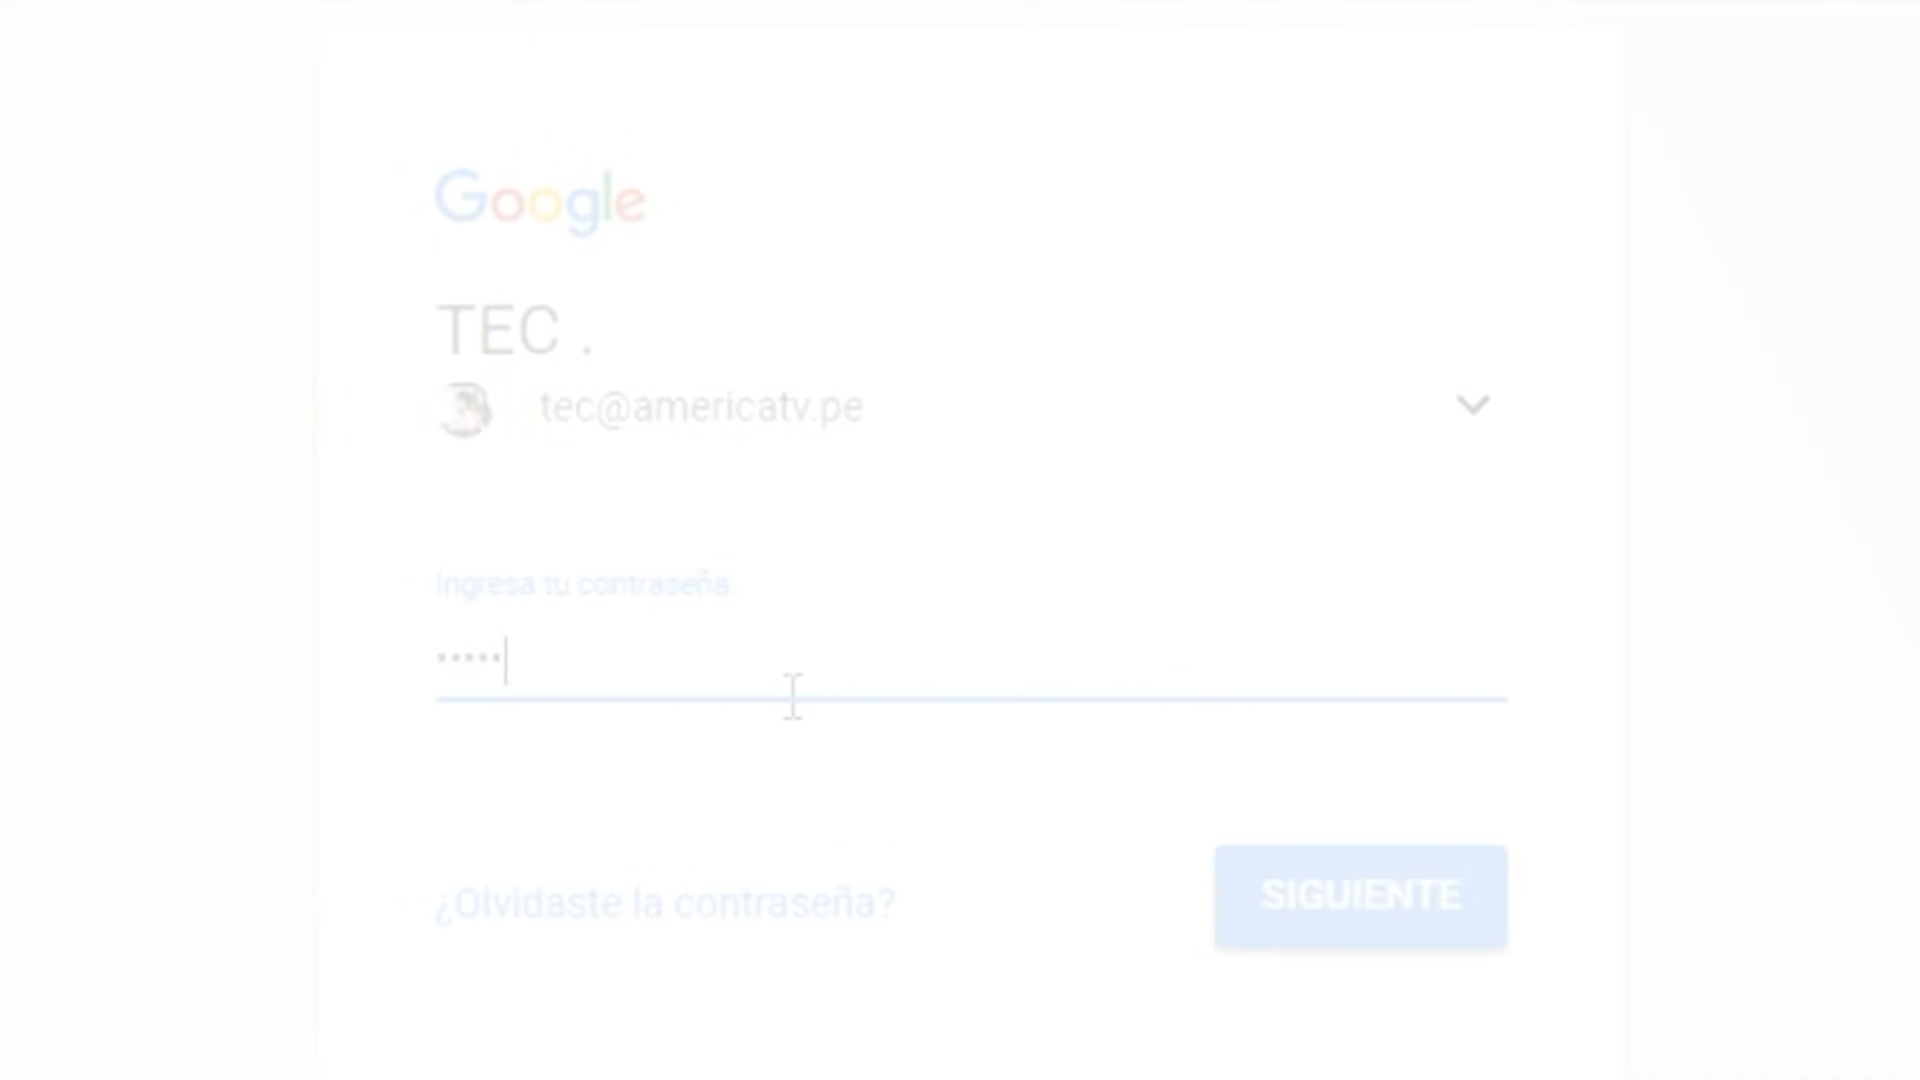 Google
TEC .
tec@americatv.pe
Ingresa tu contraseña.
•••••
¿Olvidaste la contraseña?
SIGUIENTE